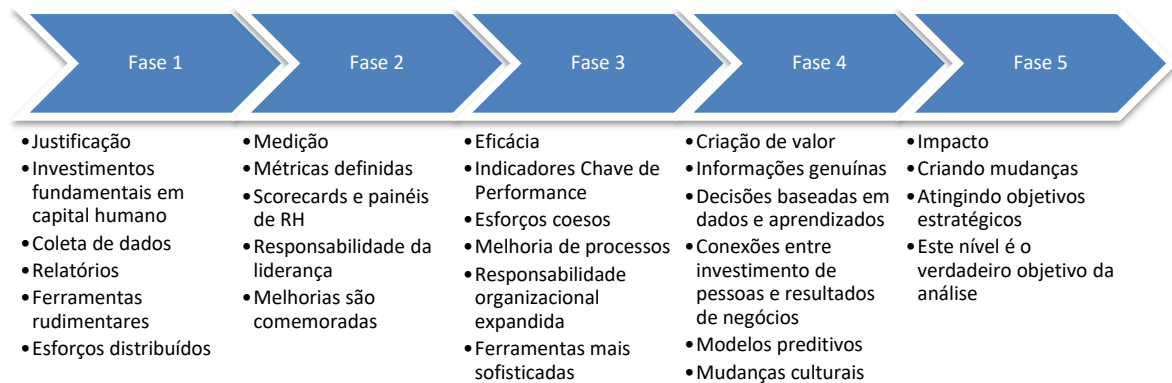 Fase 1
Fase 2
Fase 3
Fase 4
Fase 5
•Justificação
•Investimentos
fundamentais em
capital humano
•Coleta de dados
•Relatórios
•Ferramentas
rudimentares
•Esforços distribuídos
•Medição
•Métricas definidas
•Scorecards e painéis
de RH
•Responsabilidade da
liderança
•Melhorias são
comemoradas
•Eficácia
•Indicadores Chave de
Performance
•Esforços coesos
•Melhoria de processos
•Responsabilidade
organizacional
expandida
•Ferramentas mais
sofisticadas
•Criação de valor
•Informações genuínas
•Decisões baseadas em
dados e aprendizados
•Conexões entre
investimento de
pessoas e resultados
de negócios
•Modelos preditivos
•Mudanças culturais
•Impacto
•Criando mudanças
•Atingindo objetivos
estratégicos
•Este nível é o
verdadeiro objetivo da
análise